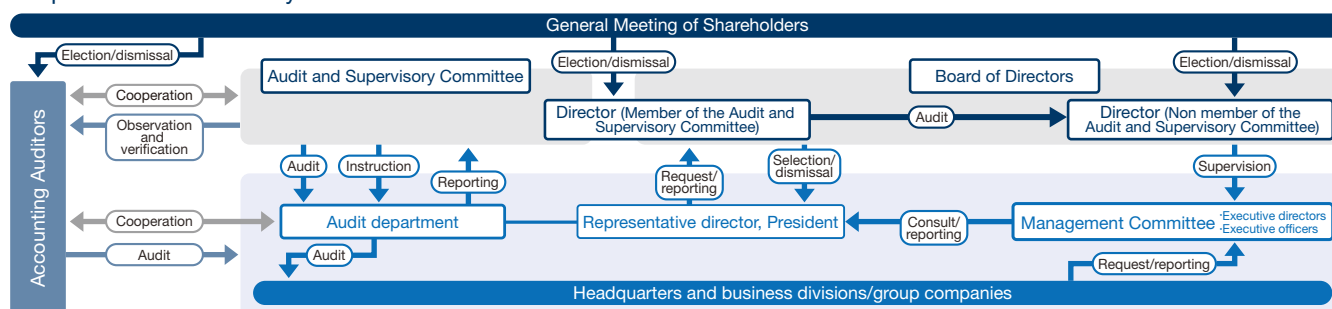 General Meeting of Shareholders
Election/dismissal
Election/dismissal
Election/dismissal
Audit and Supervisory Committee
Board of Directors
Cooperation
Observation
and
verification
Director (Member of the Audit and
Supervisory Committee)
Audit
Director (Non member of the
Audit and Supervisory Committee)
Accounting Auditors
Audit
Instruction
Reporting
Request/
reporting
Selection/
dismissal
Supervision
Cooperation
Audit department
Representative director, President
Consult/
reporting
Management Committee
·Executive directors
·Executive officers
Audit
Audit
Request/reporting
Headquarters and business divisions/group companies